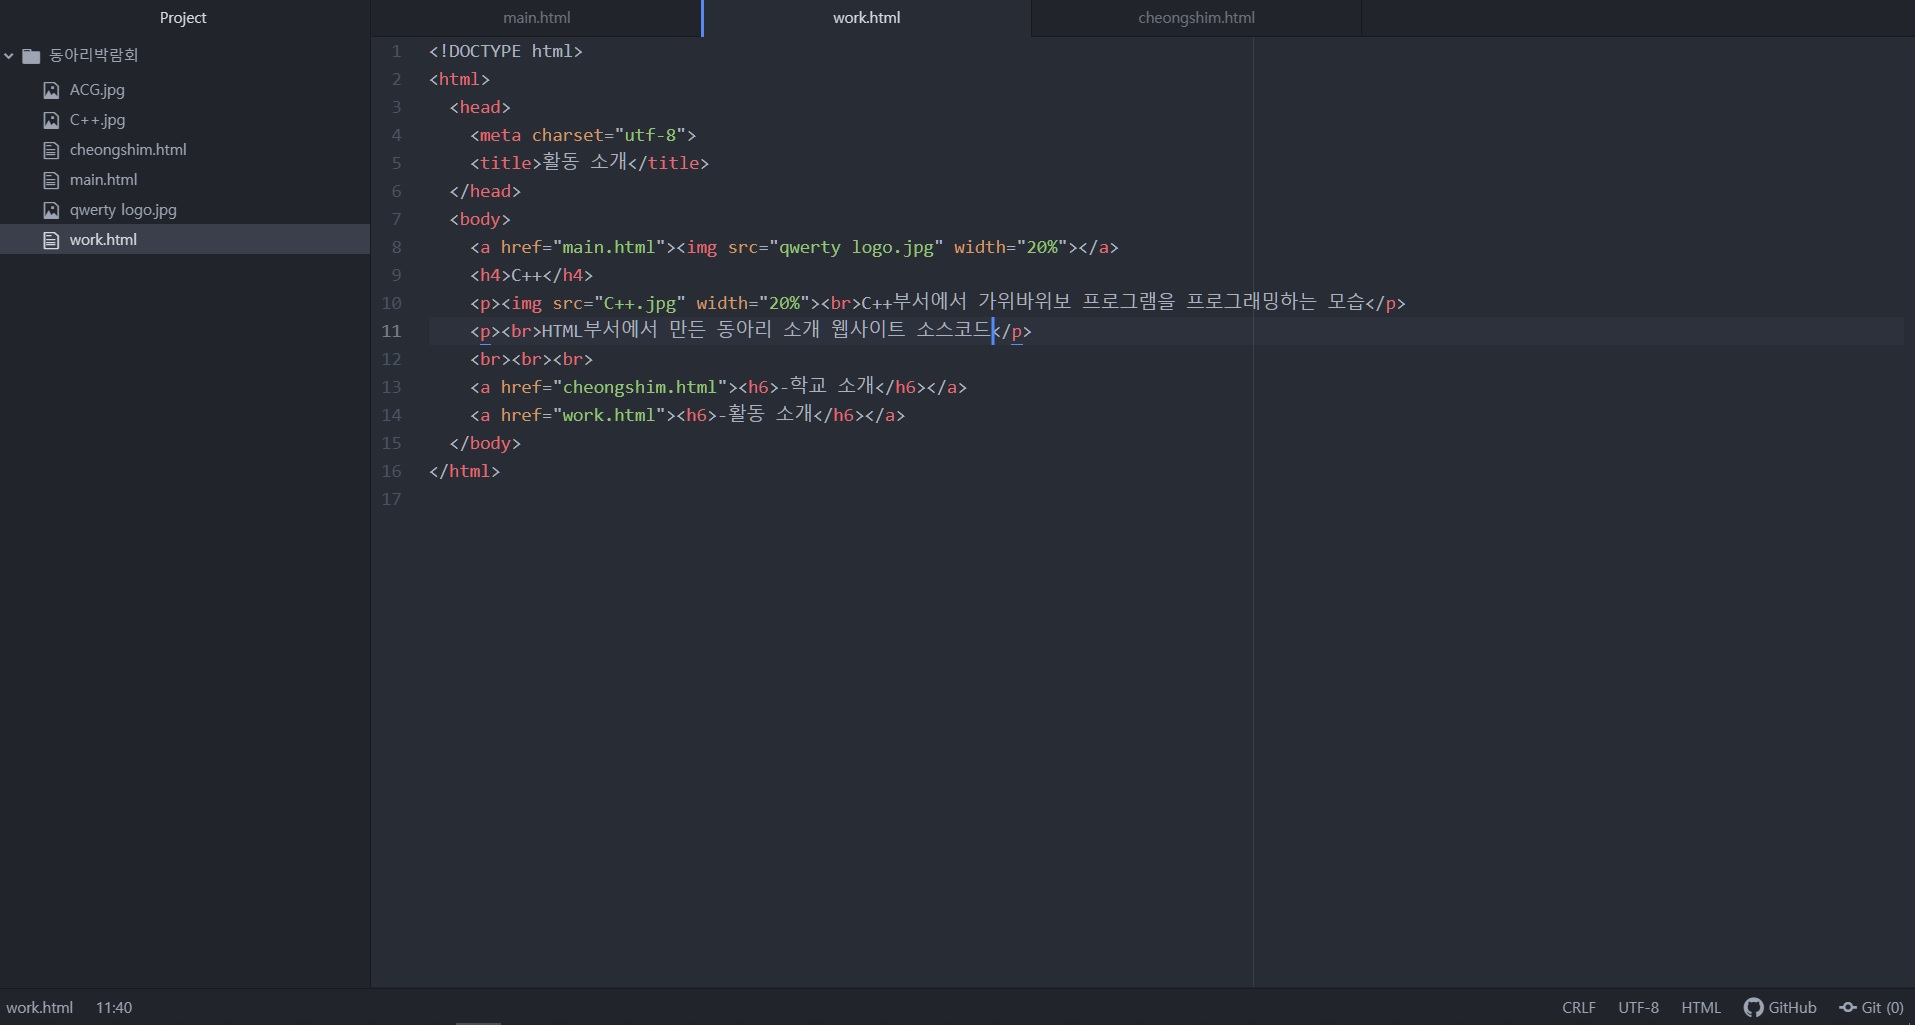 Project
동아리박람회
ACG.jpg
C++.jpg
cheongshim.html
main.html
qwerty logo.jpg
work.html
main.html
work.html
cheongshim.html
1 <!DOCTYPE html>
2 <html>
3 <head>
4 <meta charset="utf-8">
5 <title>활동 소개</title>
6 </head>
7 <body>
8 <a href="main.html"><img src="qwerty logo.jpg" width="20%"></a>
9 <h4>C++</h4>
10 <p><img src="C++.jpg" width="20%"><br>C++부서에서 가위바위보 프로그램을 프로그래밍하는 모습</p>
11 <p><br>HTML부서에서 만든 동아리 소개 웹사이트 소스코드</p>
12 <br><br><br>
13 <a href="cheongshim.html"><h6>-학교 소개</h6></a>
14 <a href="work.html"><h6>-활동 소개</h6></a>
15 </body>
16 </html>
17
work.html 11:40 CRLF UTF-8 HTML GitHub Git (0)